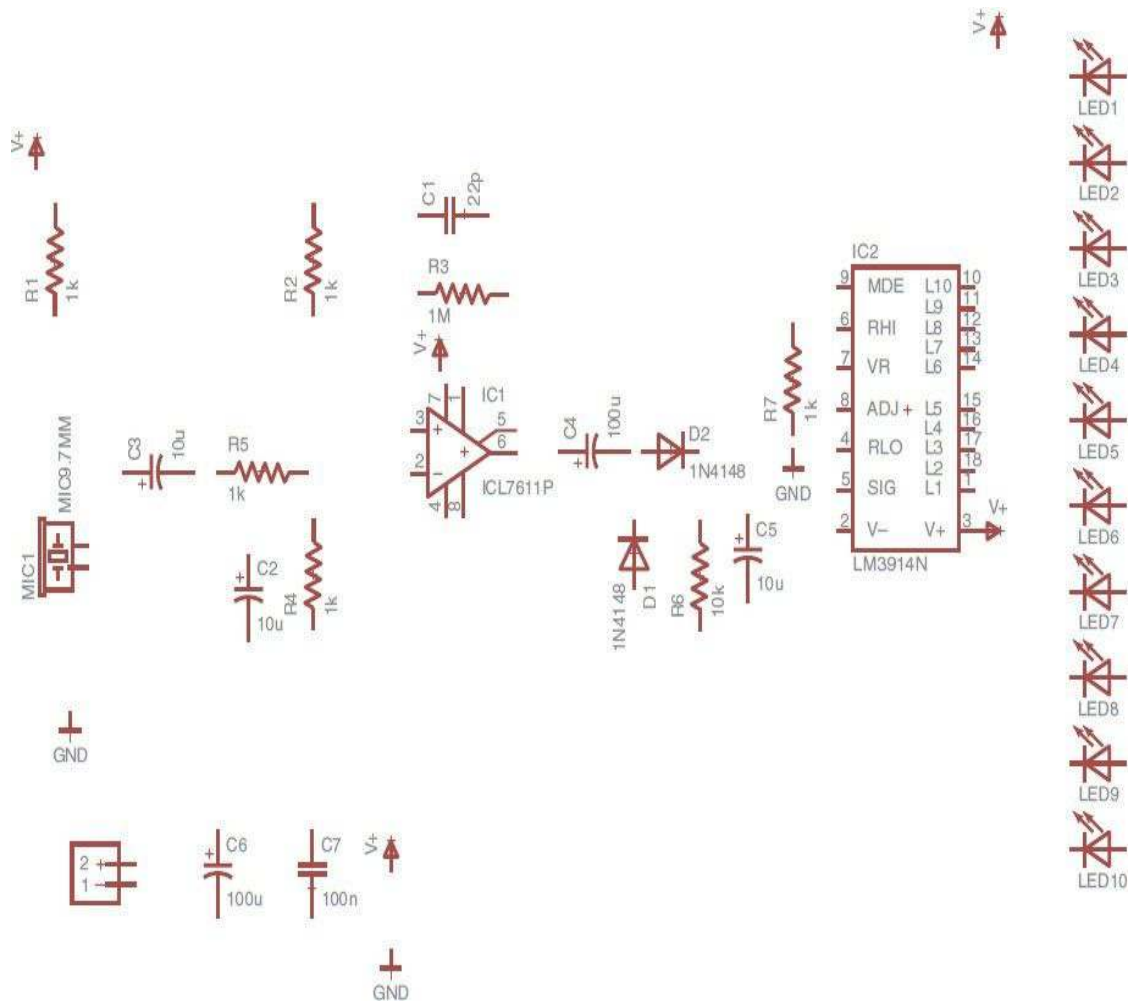 V+
LED1
LED2
LED3
LED4
LED5
LED6
LED7
LED8
LED9
LED10
V+
R1
1k
R2
1k
C1
22p
R3
1M
V+
IC1
7
1
3
+
5
6
+
2
−
4
8
ICL7611P
MIC9.7MM
MIC1
C3
+
10u
R5
1k
C2
+
10u
R4
1k
C4
+
100u
D2
1N4148
1N4148
D1
R6
10k
C5
+
10u
R7
1k
GND
IC2
9 MDE L10 10
L9 11
6 RHI L8 12
L7 13
7 VR L6 14
8 ADJ + L5 15
L4 16
4 RLO L3 17
L2 18
5 SIG L1 1
2 V− V+ 3
V+
LM3914N
GND
2 +
1 −
C6
+
100u
C7
100n
V+
GND